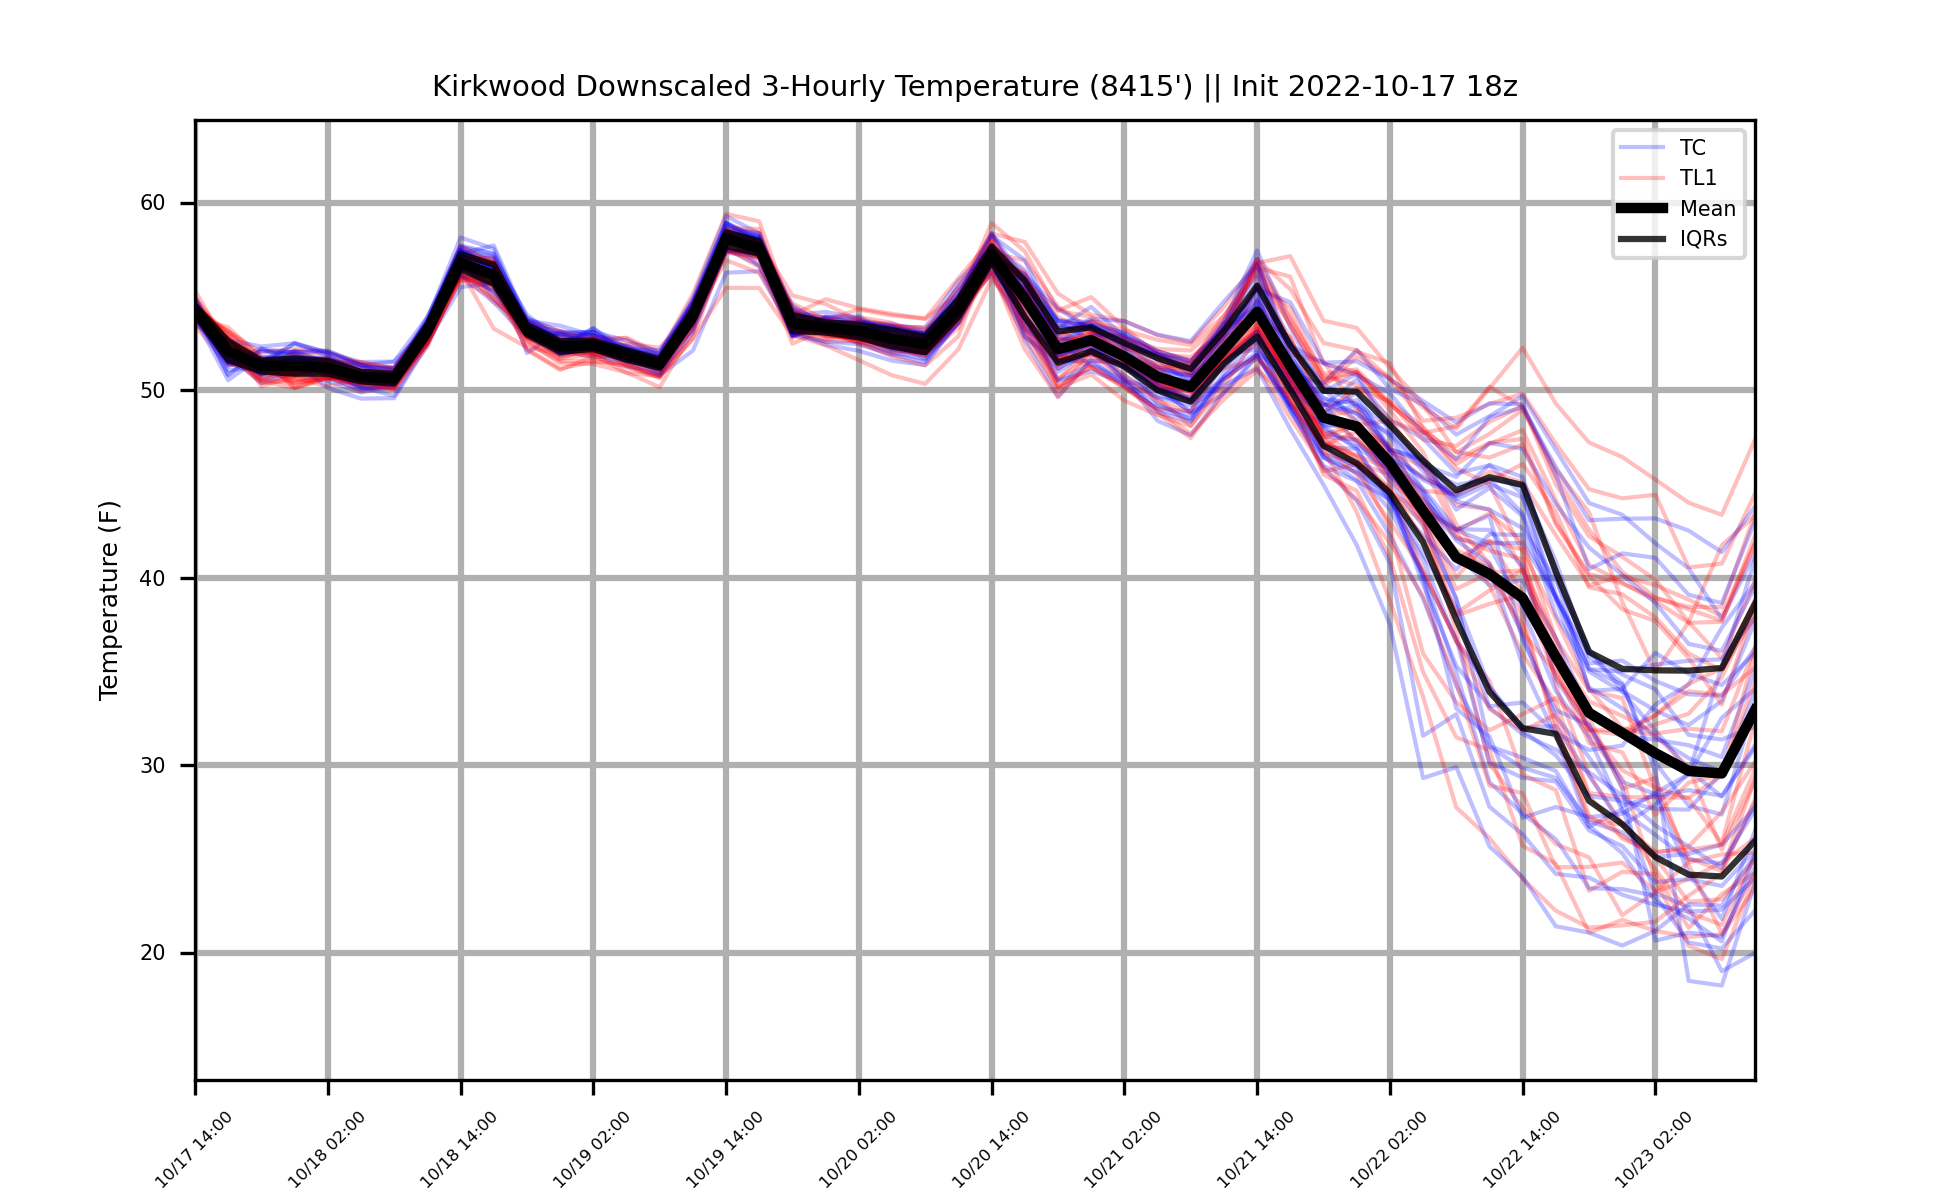 Kirkwood Downscaled 3-Hourly Temperature (8415') || Init 2022-10-17 18z
TC
TL1
Mean
IQRs
Temperature (F)
60
50
40
30
20
10/17 14:00
10/18 02:00
10/18 14:00
10/19 02:00
10/19 14:00
10/20 02:00
10/20 14:00
10/21 02:00
10/21 14:00
10/22 02:00
10/22 14:00
10/23 02:00